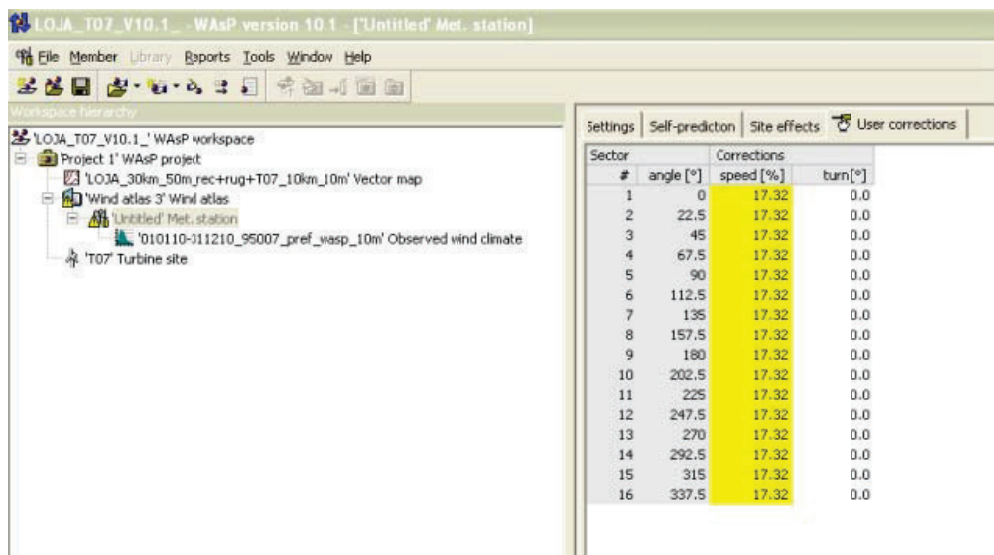 LOJA_T07_V10.1_ - WAsP version 10.1 - ['Untitled' Met. station]
File Member Library Reports Tools Window Help
Workspace hierarchy
'LOJA_T07_V10.1_' WAsP workspace
Project 1' WAsP project
'LOJA_30km_50m_rec+rug+T07_10km_10m' Vector map
'Wind atlas 3' Wind atlas
'Untitled' Met. station
'010110-311210_95007_pref_wasp_10m' Observed wind climate
'T07' Turbine site
Settings Self-prediction Site effects User corrections
Sector Corrections
# angle [°] speed [%] turn[°]
1 0 17.32 0.0
2 22.5 17.32 0.0
3 45 17.32 0.0
4 67.5 17.32 0.0
5 90 17.32 0.0
6 112.5 17.32 0.0
7 135 17.32 0.0
8 157.5 17.32 0.0
9 180 17.32 0.0
10 202.5 17.32 0.0
11 225 17.32 0.0
12 247.5 17.32 0.0
13 270 17.32 0.0
14 292.5 17.32 0.0
15 315 17.32 0.0
16 337.5 17.32 0.0